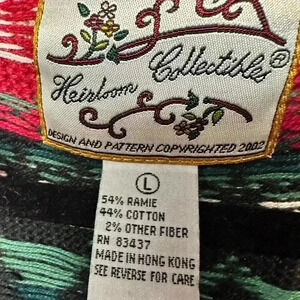 Heirloom Collectibles®
DESIGN AND PATTERN COPYRIGHTED 2002
L
54% RAMIE
44% COTTON
2% OTHER FIBER
RN 83437
MADE IN HONG KONG
SEE REVERSE FOR CARE